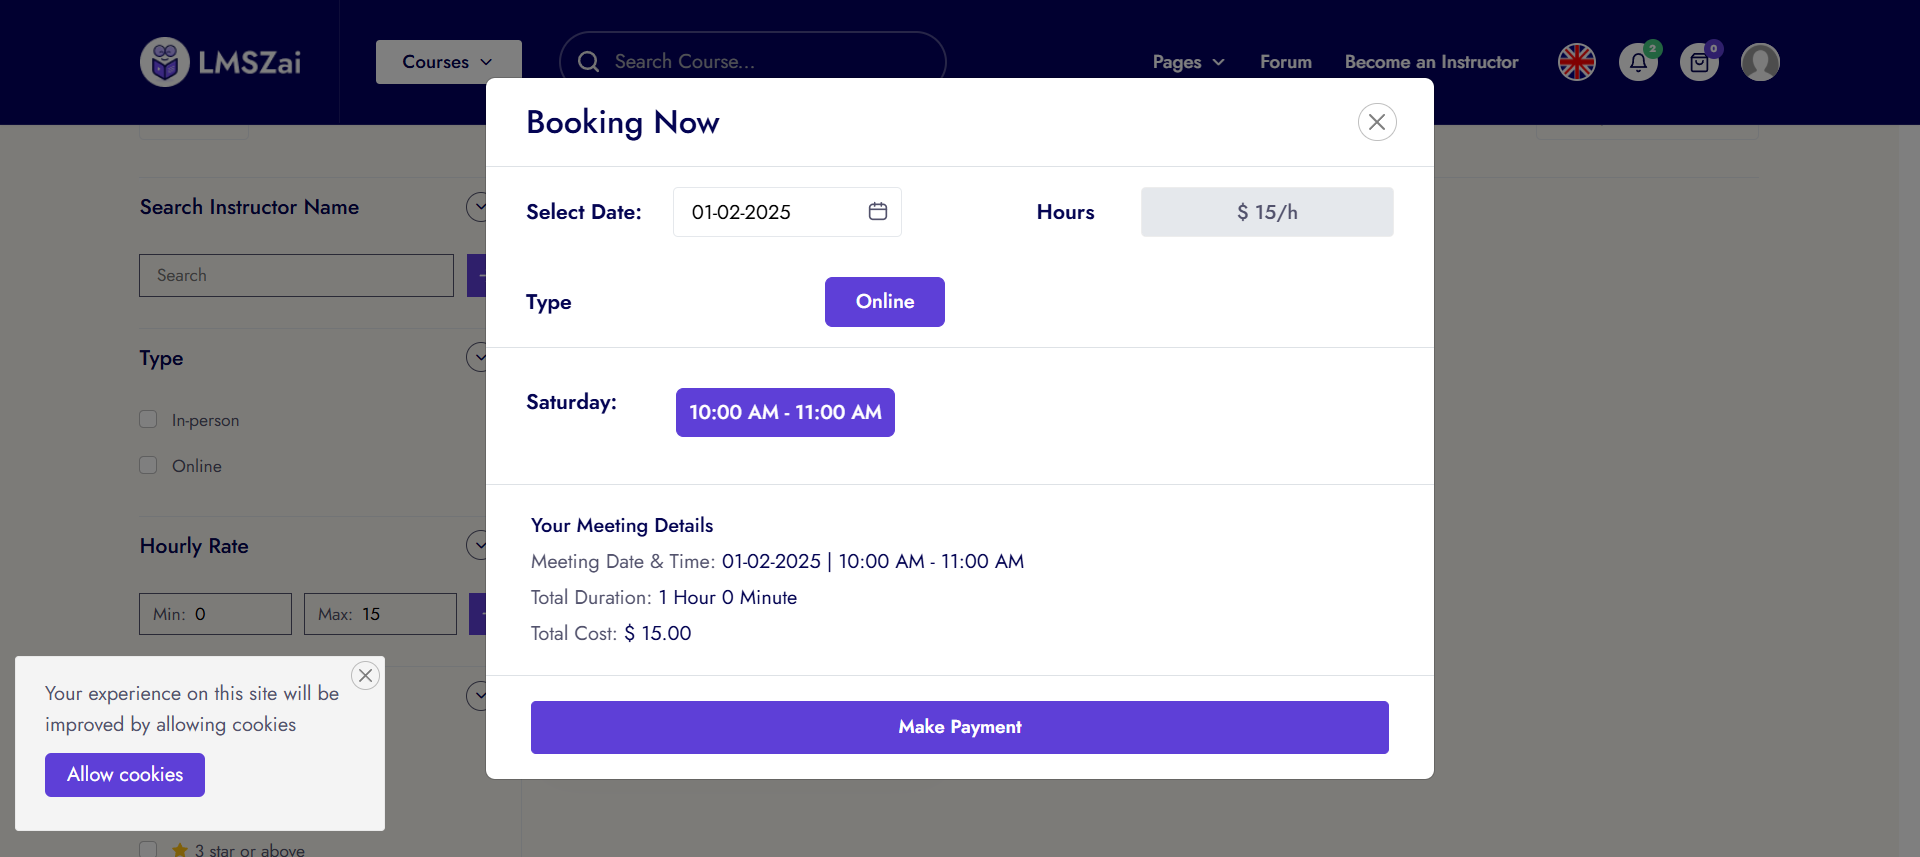 LMSZai
Courses
Search Course...
Pages
Forum
Become an Instructor
2
0
Booking Now
Select Date:
01-02-2025
Hours
$ 15/h
Type
Online
Saturday:
10:00 AM - 11:00 AM
Your Meeting Details
Meeting Date & Time: 01-02-2025 | 10:00 AM - 11:00 AM
Total Duration: 1 Hour 0 Minute
Total Cost: $ 15.00
Make Payment
Search Instructor Name
Search
Type
In-person
Online
Hourly Rate
Min: 0
Max: 15
Your experience on this site will be
improved by allowing cookies
Allow cookies
3 star or above